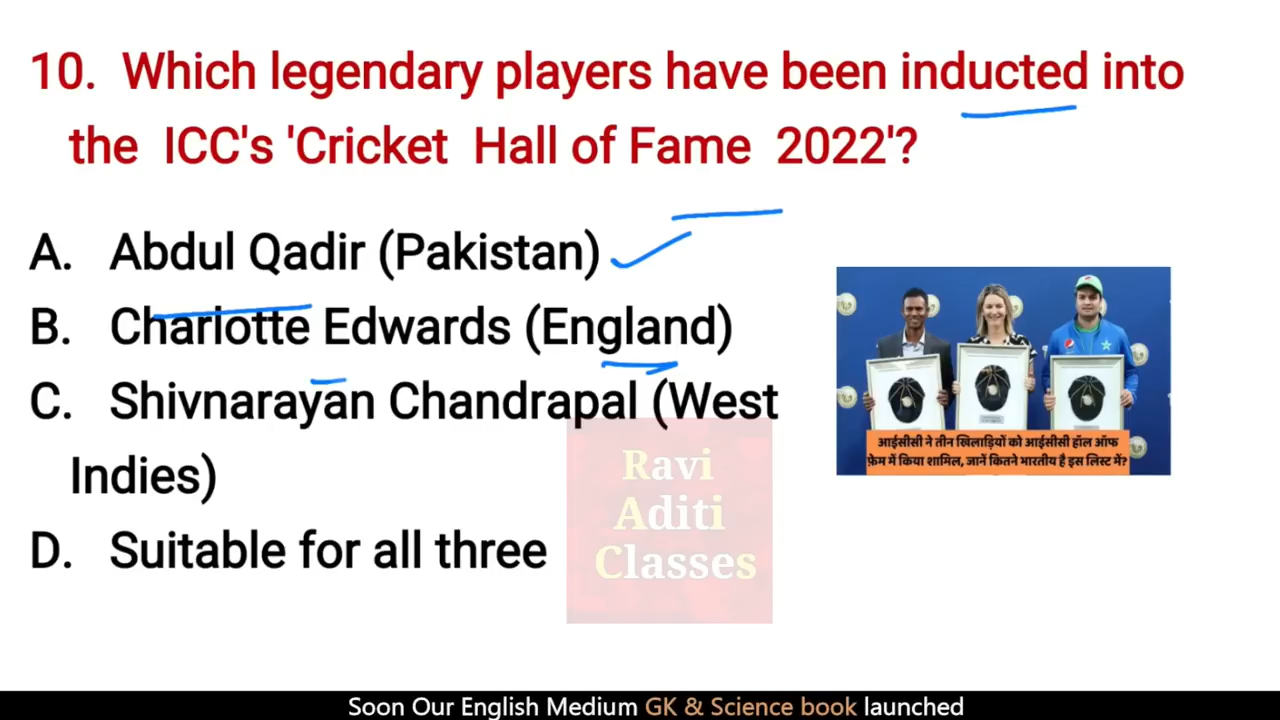 10. Which legendary players have been inducted into
the ICC's 'Cricket Hall of Fame 2022'?
A. Abdul Qadir (Pakistan)
B. Charlotte Edwards (England)
C. Shivnarayan Chandrapal (West
Indies)
D. Suitable for all three
आईसीसी ने तीन खिलाड़ियों को आईसीसी हॉल ऑफ
फ़ेम में किया शामिल, जानें कितने भारतीय है इस लिस्ट में?
Ravi
Aditi
Classes
Soon Our English Medium GK & Science book launched